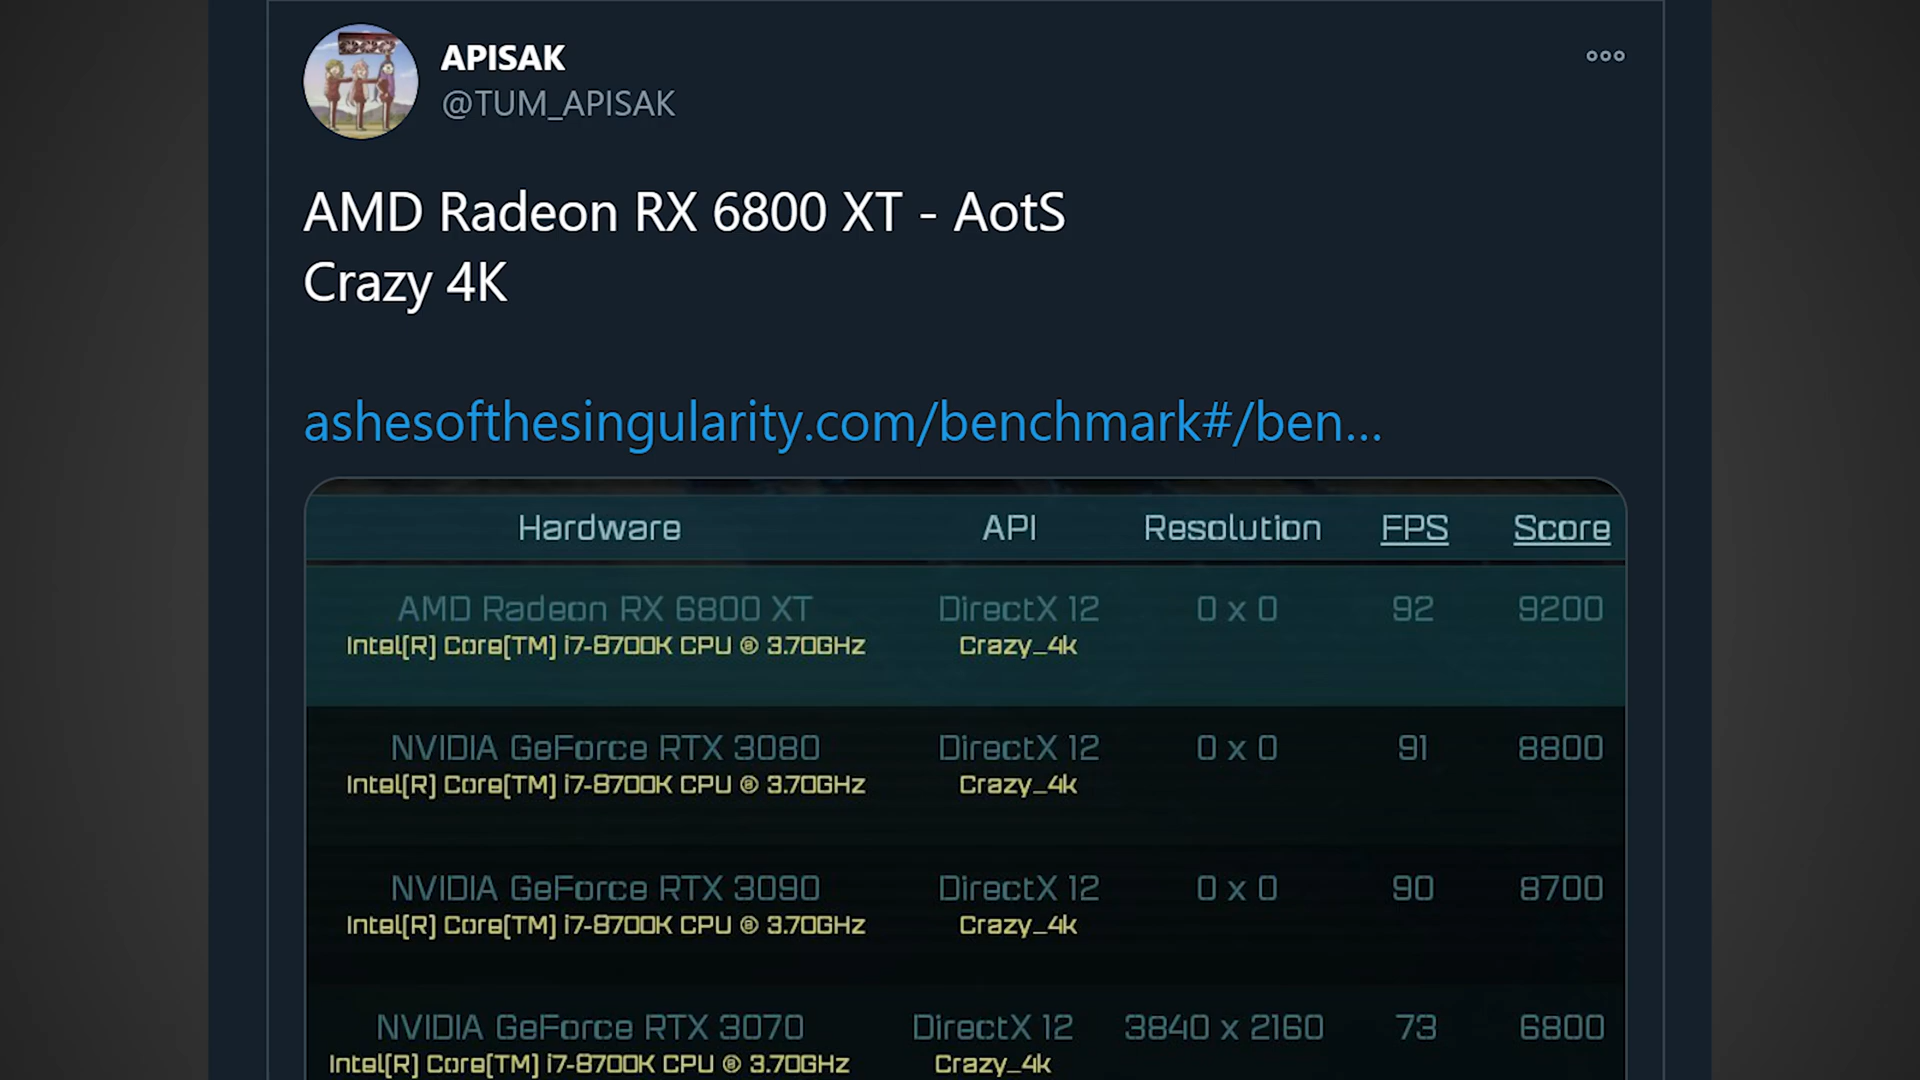 APISAK
@TUM_APISAK
AMD Radeon RX 6800 XT - AotS
Crazy 4K
ashesofthesingularity.com/benchmark#/ben...
Hardware API Resolution FPS Score
AMD Radeon RX 6800 XT DirectX 12 0 x 0 92 9200
Intel[R] Core[TM] i7-8700K CPU @ 3.70GHz Crazy_4k
NVIDIA GeForce RTX 3080 DirectX 12 0 x 0 91 8800
Intel[R] Core[TM] i7-8700K CPU @ 3.70GHz Crazy_4k
NVIDIA GeForce RTX 3090 DirectX 12 0 x 0 90 8700
Intel[R] Core[TM] i7-8700K CPU @ 3.70GHz Crazy_4k
NVIDIA GeForce RTX 3070 DirectX 12 3840 x 2160 73 6800
Intel[R] Core[TM] i7-8700K CPU @ 3.70GHz Crazy_4k